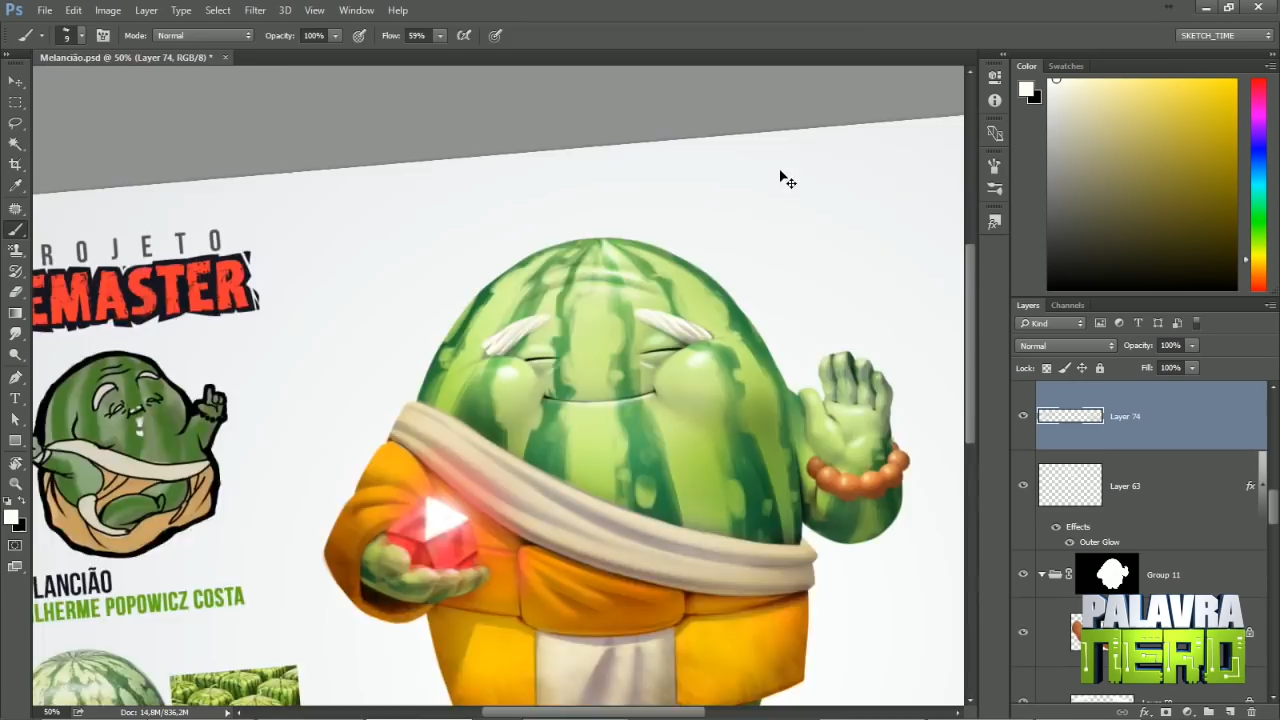 Ps File Edit Image Layer Type Select Filter 3D View Window Help
9 Mode: Normal Opacity: 100% Flow: 59% SKETCH_TIME
Melancião.psd @ 50% (Layer 74, RGB/8) * ×
Color Swatches
ROJETO
EMASTER
LANCIÃO
LHERME POPOWICZ COSTA
Layers Channels
Kind
Normal Opacity: 100%
Lock: Fill: 100%
Layer 74
Layer 63 fx
Effects
Outer Glow
Group 11
PALAVRA
NERD
50% Doc: 14,8M/836,2M